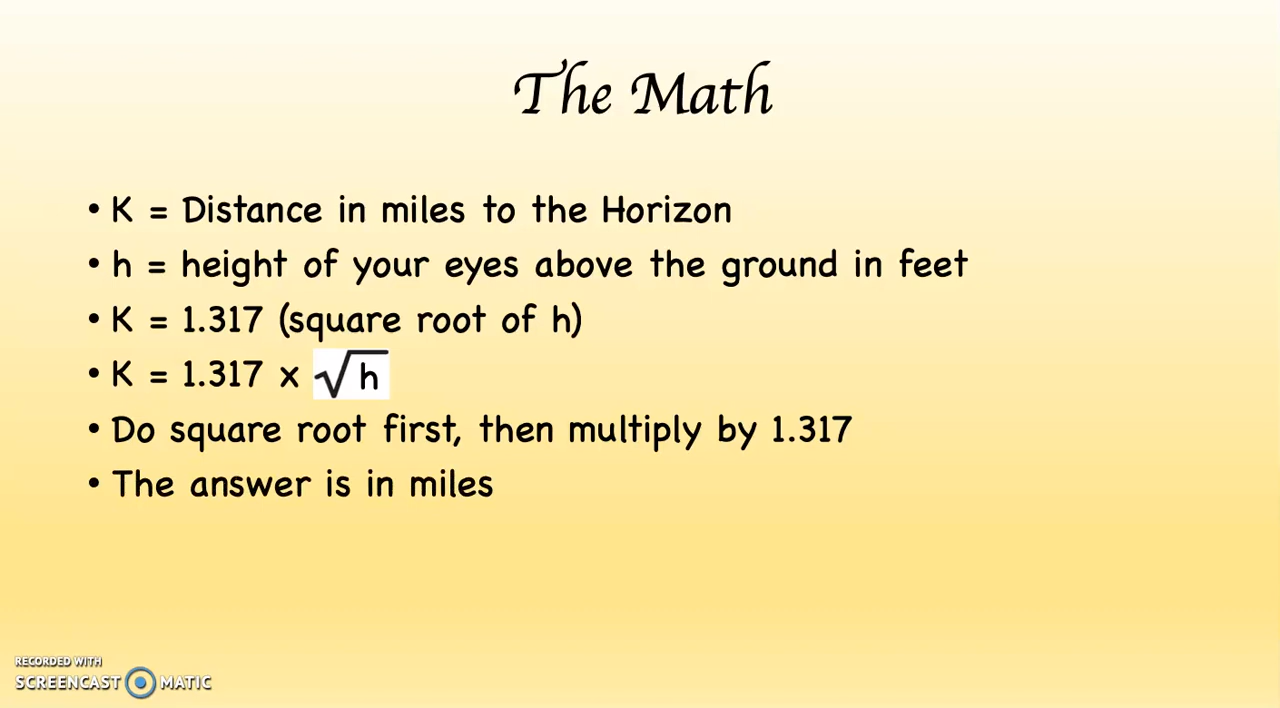 The Math
• K = Distance in miles to the Horizon
• h = height of your eyes above the ground in feet
• K = 1.317 (square root of h)
• K = 1.317 x √h
• Do square root first, then multiply by 1.317
• The answer is in miles
RECORDED WITH
SCREENCAST MATIC